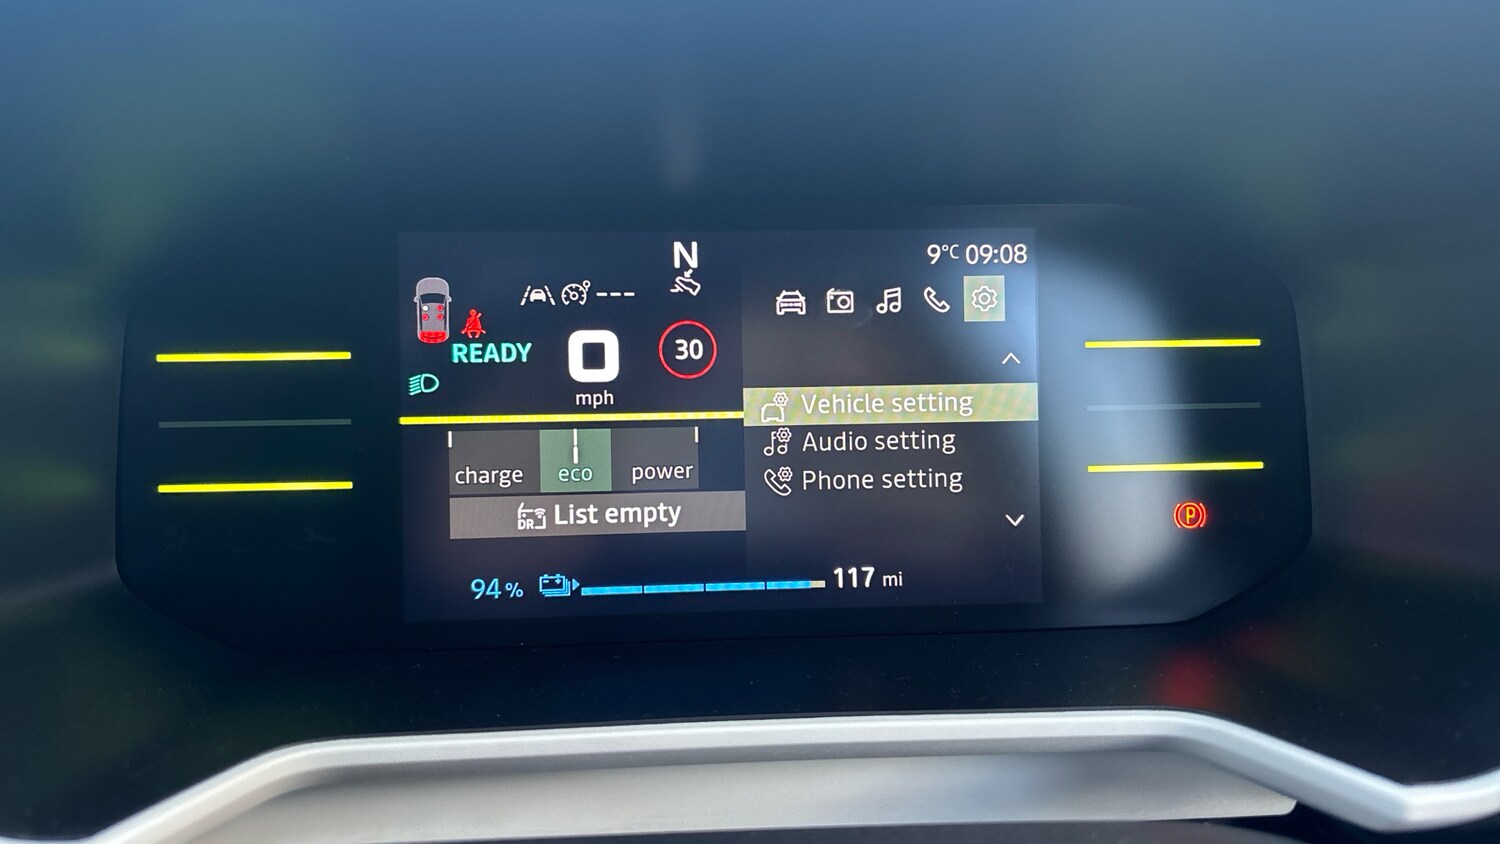 9°C 09:08
N
READY
0
mph
30
Vehicle setting
Audio setting
Phone setting
charge eco power
DR List empty
94% 117 mi
P